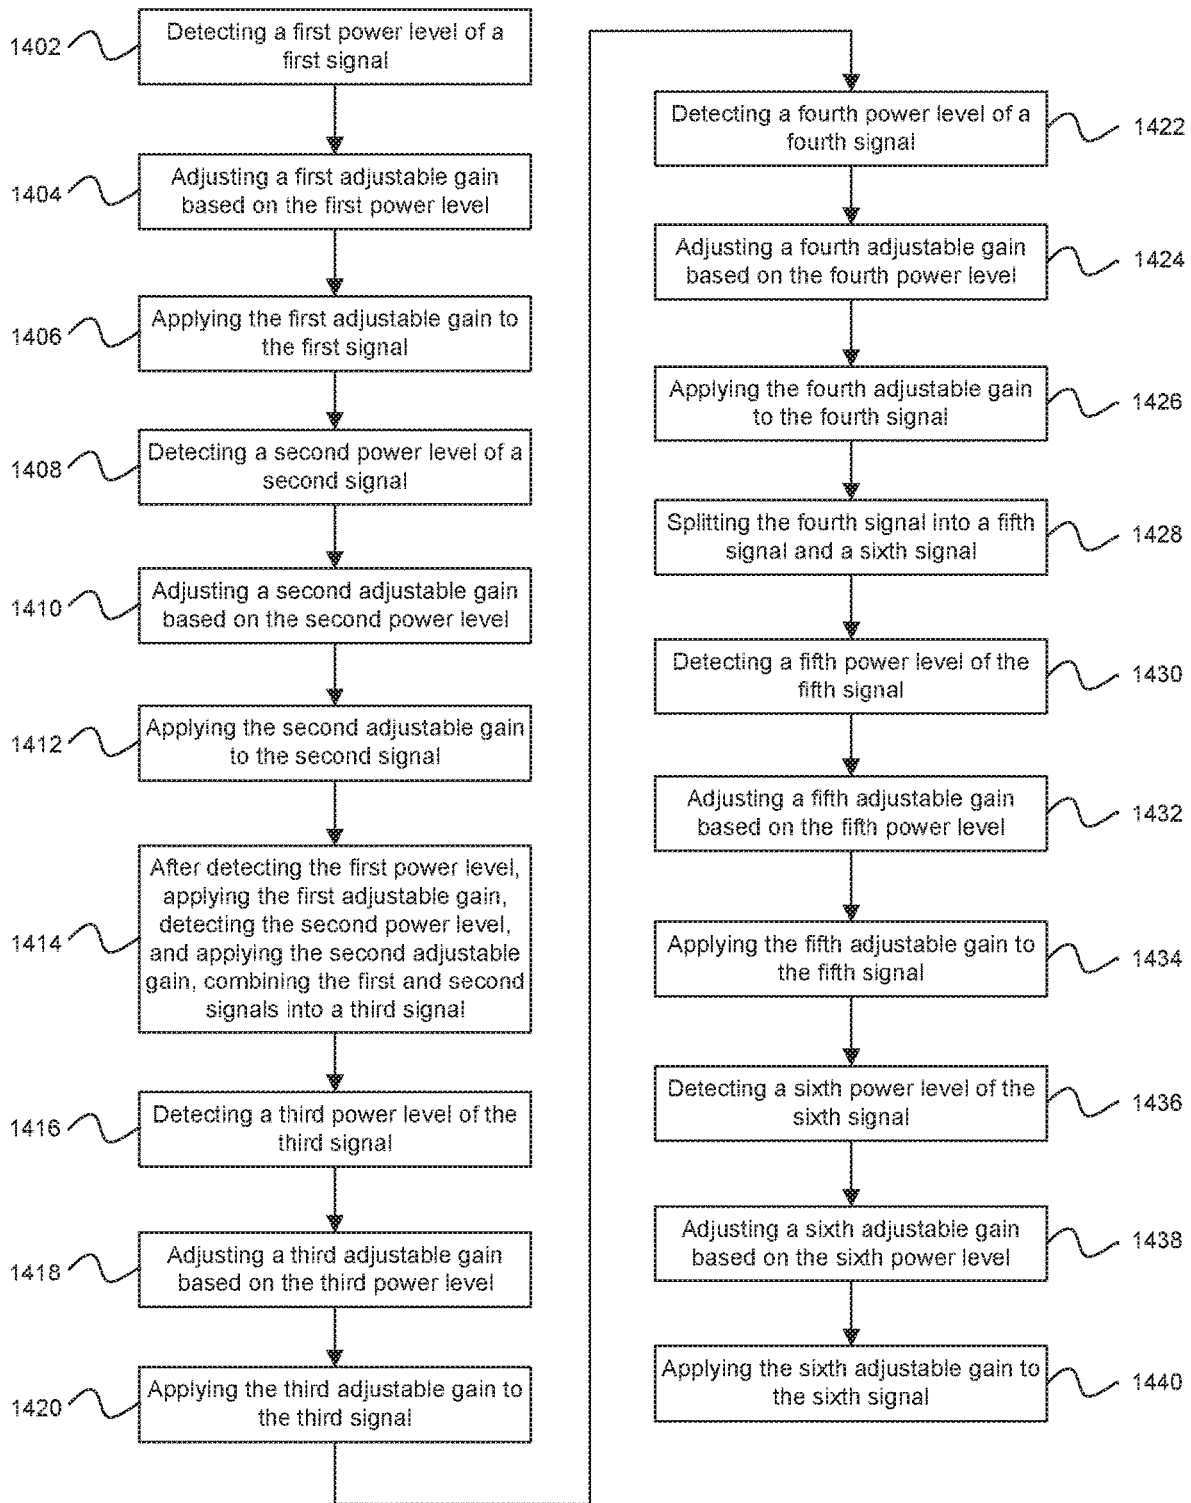 1402
Detecting a first power level of a
first signal
1404
Adjusting a first adjustable gain
based on the first power level
1406
Applying the first adjustable gain to
the first signal
1408
Detecting a second power level of a
second signal
1410
Adjusting a second adjustable gain
based on the second power level
1412
Applying the second adjustable gain
to the second signal
1414
After detecting the first power level,
applying the first adjustable gain,
detecting the second power level,
and applying the second adjustable
gain, combining the first and second
signals into a third signal
1416
Detecting a third power level of the
third signal
1418
Adjusting a third adjustable gain
based on the third power level
1420
Applying the third adjustable gain to
the third signal
Detecting a fourth power level of a
fourth signal
1422
Adjusting a fourth adjustable gain
based on the fourth power level
1424
Applying the fourth adjustable gain
to the fourth signal
1426
Splitting the fourth signal into a fifth
signal and a sixth signal
1428
Detecting a fifth power level of the
fifth signal
1430
Adjusting a fifth adjustable gain
based on the fifth power level
1432
Applying the fifth adjustable gain to
the fifth signal
1434
Detecting a sixth power level of the
sixth signal
1436
Adjusting a sixth adjustable gain
based on the sixth power level
1438
Applying the sixth adjustable gain to
the sixth signal
1440